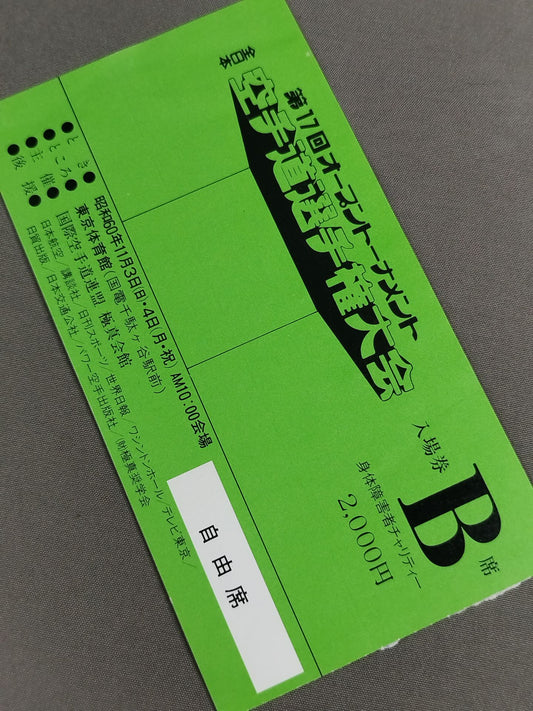 第17回オープントーナメント
全日本
空手道選手権大会
入場券
B席
身体障害者チャリティー
2,000円
●とき
昭和60年11月3日(日)・4日(月・祝)AM10:00会場
●ところ
東京体育館(国電千駄ヶ谷駅前)
●主催
国際空手道連盟 極真会館
●後援
日本航空/講談社/日刊スポーツ/世界日報/ワシントンホール/テレビ東京/
日貿出版/日本交通公社/パワー空手出版社/(財)極真奨学会
自由席